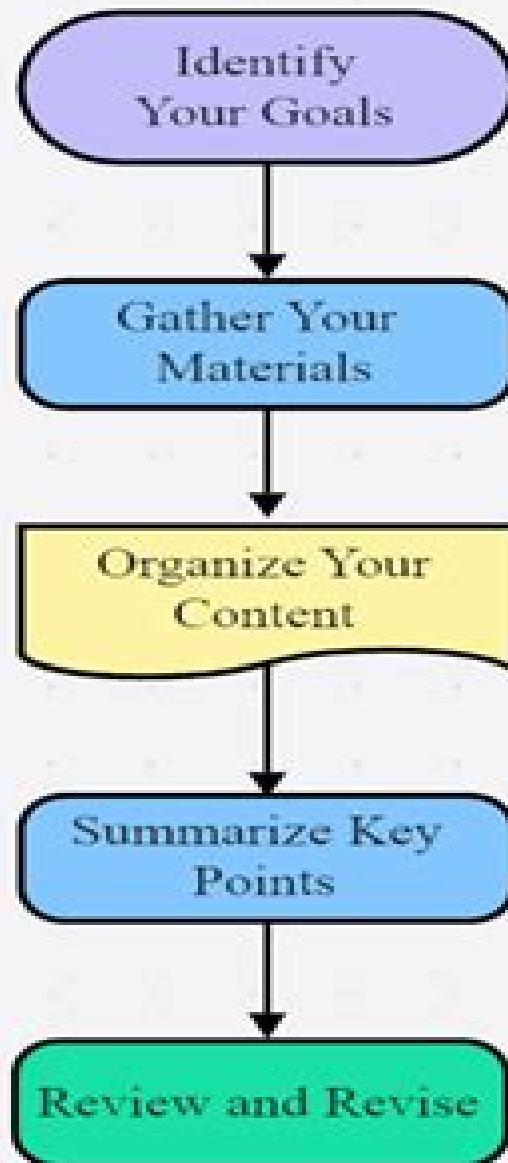 Identify
Your Goals
Gather Your
Materials
Organize Your
Content
Summarize Key
Points
Review and Revise